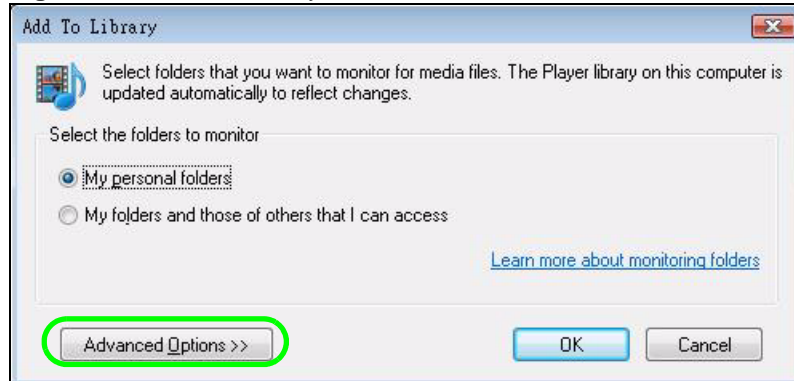 Add To Library
Select folders that you want to monitor for media files. The Player library on this computer is
updated automatically to reflect changes.
Select the folders to monitor
My personal folders
My folders and those of others that I can access
Learn more about monitoring folders
Advanced Options >>
OK
Cancel